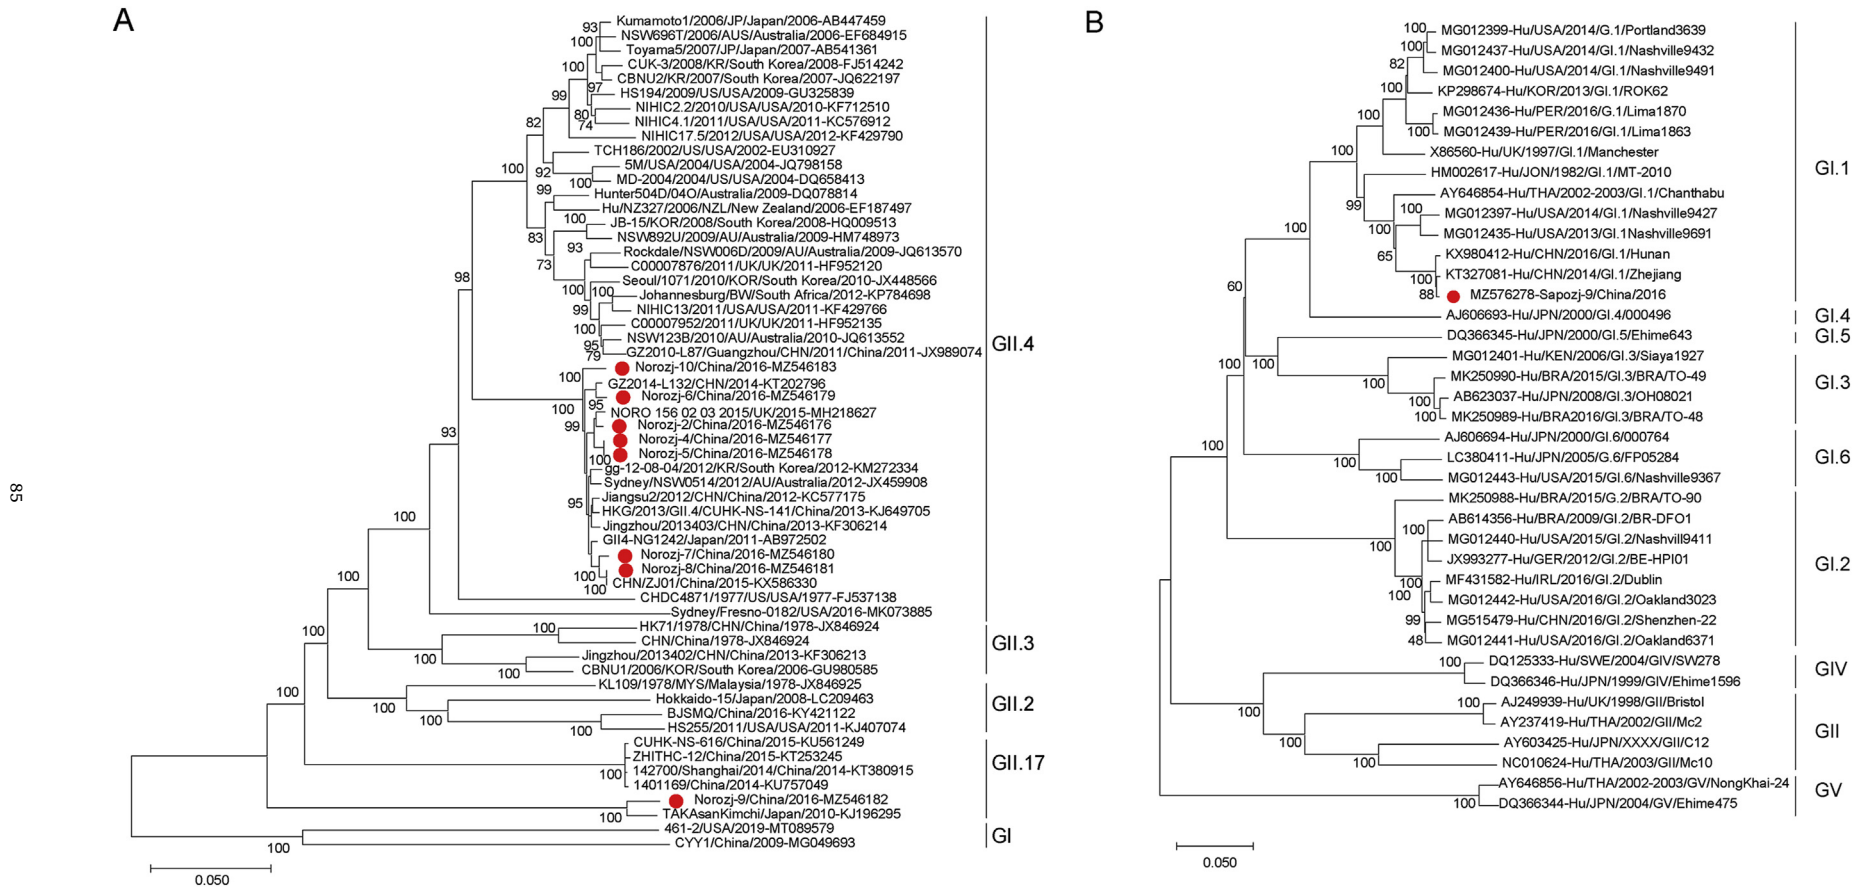 A
Kumamoto1/2006/JP/Japan/2006-AB447459
NSW696T/2006/AUS/Australia/2006-EF684915
Toyama5/2007/JP/Japan/2007-AB541361
CUK-3/2008/KR/South Korea/2008-FJ514242
CBNU2/KR/2007/South Korea/2007-JQ622197
HS194/2009/US/USA/2009-GU325839
NIHIC2.2/2010/USA/USA/2010-KF712510
NIHIC4.1/2011/USA/USA/2011-KC576912
NIHIC17.5/2012/USA/USA/2012-KF429790
TCH186/2002/US/USA/2002-EU310927
5M/USA/2004/USA/2004-JQ798158
MD-2004/2004/US/USA/2004-DQ658413
Hunter504D/04O/Australia/2009-DQ078814
Hu/NZ327/2006/NZL/New Zealand/2006-EF187497
JB-15/KOR/2008/South Korea/2008-HQ009513
NSW892U/2009/AU/Australia/2009-HM748973
Rockdale/NSW006D/2009/AU/Australia/2009-JQ613570
C00007876/2011/UK/UK/2011-HF952120
Seoul/1071/2010/KOR/South Korea/2010-JX448566
Johannesburg/BW/South Africa/2012-KP784698
NIHIC13/2011/USA/USA/2011-KF429766
C00007952/2011/UK/UK/2011-HF952135
NSW123B/2010/AU/Australia/2010-JQ613552
GZ2010-L87/Guangzhou/CHN/2011/China/2011-JX989074
Norozj-10/China/2016-MZ546183
GZ2014-L132/CHN/2014-KT202796
Norozj-6/China/2016-MZ546179
NORO 156 02 03 2015/UK/2015-MH218627
Norozj-2/China/2016-MZ546176
Norozj-4/China/2016-MZ546177
Norozj-5/China/2016-MZ546178
gg-12-08-04/2012/KR/South Korea/2012-KM272334
Sydney/NSW0514/2012/AU/Australia/2012-JX459908
Jiangsu2/2012/CHN/China/2012-KC577175
HKG/2013/GII.4/CUHK-NS-141/China/2013-KJ649705
Jingzhou/2013403/CHN/China/2013-KF306214
GII4-NG1242/Japan/2011-AB972502
Norozj-7/China/2016-MZ546180
Norozj-8/China/2016-MZ546181
CHN/ZJ01/China/2015-KX586330
CHDC4871/1977/US/USA/1977-FJ537138
Sydney/Fresno-0182/USA/2016-MK073885
HK71/1978/CHN/China/1978-JX846924
CHN/China/1978-JX846924
Jingzhou/2013402/CHN/China/2013-KF306213
CBNU1/2006/KOR/South Korea/2006-GU980585
KL109/1978/MYS/Malaysia/1978-JX846925
Hokkaido-15/Japan/2008-LC209463
BJSMQ/China/2016-KY421122
HS255/2011/USA/USA/2011-KJ407074
CUHK-NS-616/China/2015-KU561249
ZHITHC-12/China/2015-KT253245
142700/Shanghai/2014/China/2014-KT380915
1401169/China/2014-KU757049
Norozj-9/China/2016-MZ546182
TAKAsanKimchi/Japan/2010-KJ196295
461-2/USA/2019-MT089579
CYY1/China/2009-MG049693
GII.4
GII.3
GII.2
GII.17
GI
93
100
100
97
99
80
74
82
100
92
100
99
100
83
93
73
100
100
99
100
95
79
98
100
95
100
99
100
95
93
100
100
100
100
100
100
100
100
100
100
100
100
100
100
0.050
85
B
MG012399-Hu/USA/2014/G.1/Portland3639
MG012437-Hu/USA/2014/GI.1/Nashville9432
MG012400-Hu/USA/2014/GI.1/Nashville9491
KP298674-Hu/KOR/2013/GI.1/ROK62
MG012436-Hu/PER/2016/G.1/Lima1870
MG012439-Hu/PER/2016/GI.1/Lima1863
X86560-Hu/UK/1997/GI.1/Manchester
HM002617-Hu/JON/1982/GI.1/MT-2010
AY646854-Hu/THA/2002-2003/GI.1/Chanthabu
MG012397-Hu/USA/2014/GI.1/Nashville9427
MG012435-Hu/USA/2013/GI.1Nashville9691
KX980412-Hu/CHN/2016/GI.1/Hunan
KT327081-Hu/CHN/2014/GI.1/Zhejiang
MZ576278-Sapozj-9/China/2016
AJ606693-Hu/JPN/2000/GI.4/000496
DQ366345-Hu/JPN/2000/GI.5/Ehime643
MG012401-Hu/KEN/2006/GI.3/Siaya1927
MK250990-Hu/BRA/2015/GI.3/BRA/TO-49
AB623037-Hu/JPN/2008/GI.3/OH08021
MK250989-Hu/BRA2016/GI.3/BRA/TO-48
AJ606694-Hu/JPN/2000/GI.6/000764
LC380411-Hu/JPN/2005/G.6/FP05284
MG012443-Hu/USA/2015/GI.6/Nashville9367
MK250988-Hu/BRA/2015/G.2/BRA/TO-90
AB614356-Hu/BRA/2009/GI.2/BR-DFO1
MG012440-Hu/USA/2015/GI.2/Nashvill9411
JX993277-Hu/GER/2012/GI.2/BE-HPI01
MF431582-Hu/IRL/2016/GI.2/Dublin
MG012442-Hu/USA/2016/GI.2/Oakland3023
MG515479-Hu/CHN/2016/GI.2/Shenzhen-22
MG012441-Hu/USA/2016/GI.2/Oakland6371
DQ125333-Hu/SWE/2004/GIV/SW278
DQ366346-Hu/JPN/1999/GIV/Ehime1596
AJ249939-Hu/UK/1998/GII/Bristol
AY237419-Hu/THA/2002/GII/Mc2
AY603425-Hu/JPN/XXXX/GII/C12
NC010624-Hu/THA/2003/GII/Mc10
AY646856-Hu/THA/2002-2003/GV/NongKhai-24
DQ366344-Hu/JPN/2004/GV/Ehime475
GI.1
GI.4
GI.5
GI.3
GI.6
GI.2
GIV
GII
GV
100
100
82
100
100
100
100
99
100
100
65
100
88
100
60
100
100
100
100
100
100
100
100
100
100
100
99
48
100
100
100
100
100
100
0.050